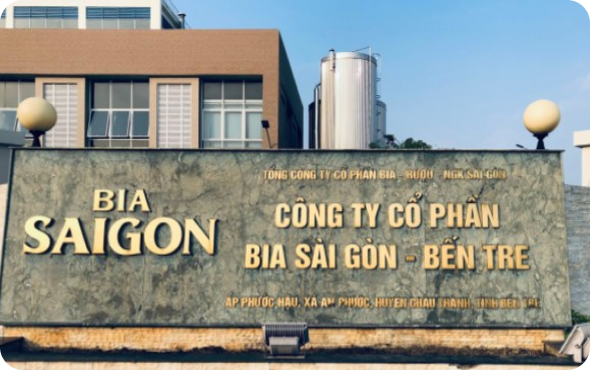 BIA
SAIGON
TỔNG CÔNG TY CỔ PHẦN BIA - RƯỢU - NGK SÀI GÒN
CÔNG TY CỔ PHẦN
BIA SÀI GÒN - BẾN TRE
ẤP PHƯỚC HẬU, XÃ AN PHƯỚC, HUYỆN CHÂU THÀNH, TỈNH BẾN TRE